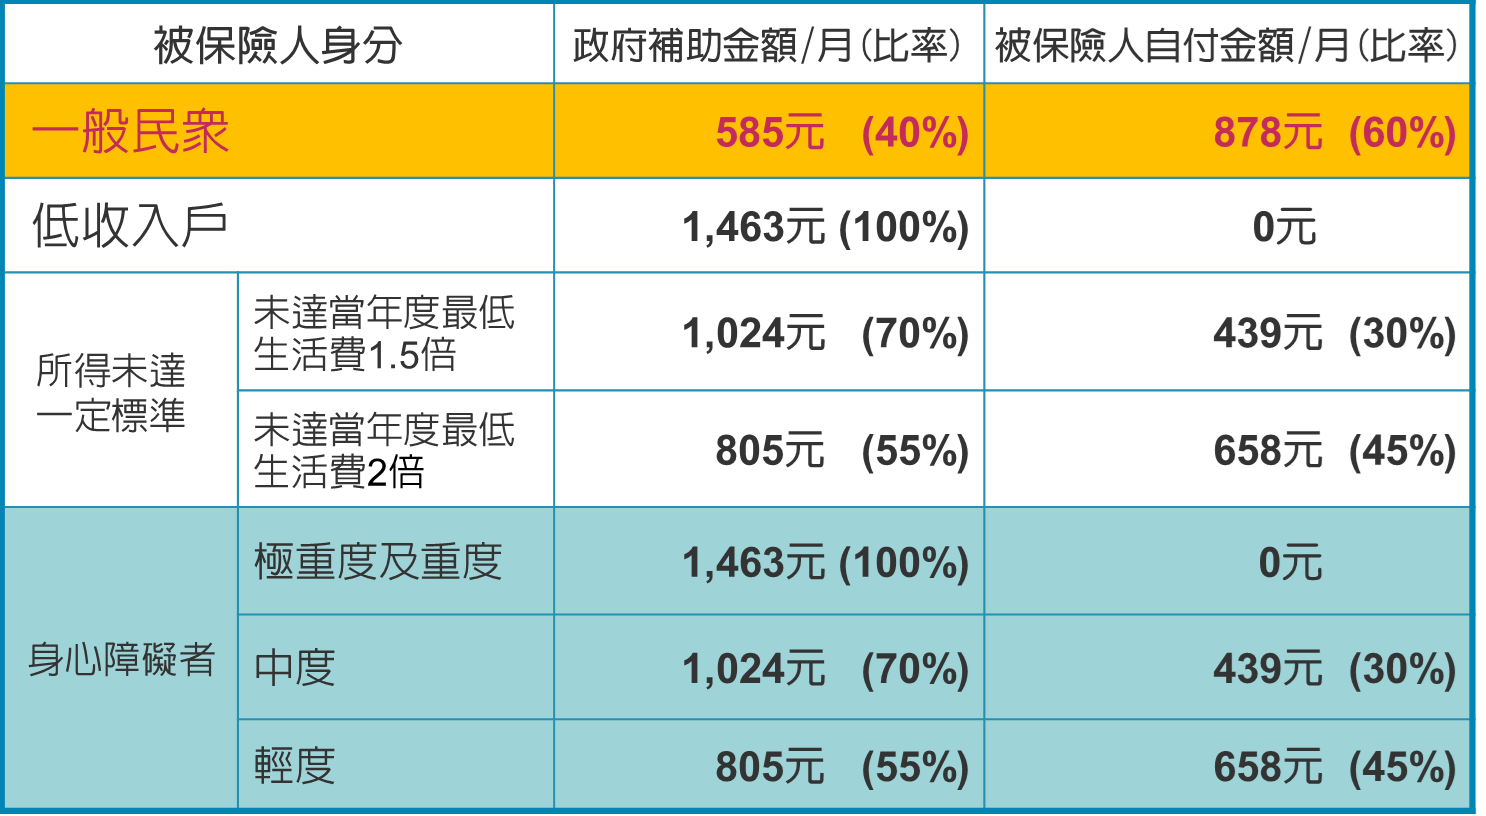 被保險人身分 政府補助金額/月(比率) 被保險人自付金額/月(比率)
一般民眾 585元 (40%) 878元 (60%)
低收入戶 1,463元 (100%) 0元
所得未達
一定標準
未達當年度最低
生活費1.5倍
1,024元 (70%) 439元 (30%)
未達當年度最低
生活費2倍
805元 (55%) 658元 (45%)
身心障礙者
極重度及重度 1,463元 (100%) 0元
中度 1,024元 (70%) 439元 (30%)
輕度 805元 (55%) 658元 (45%)